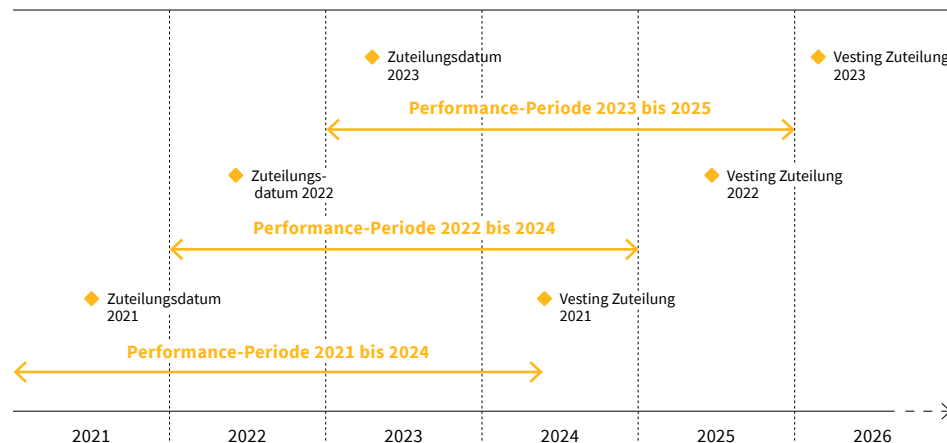 Zuteilungsdatum
2023
Vesting Zuteilung
2023
Performance-Periode 2023 bis 2025
Zuteilungs-
datum 2022
Vesting Zuteilung
2022
Performance-Periode 2022 bis 2024
Zuteilungsdatum
2021
Vesting Zuteilung
2021
Performance-Periode 2021 bis 2024
2021
2022
2023
2024
2025
2026